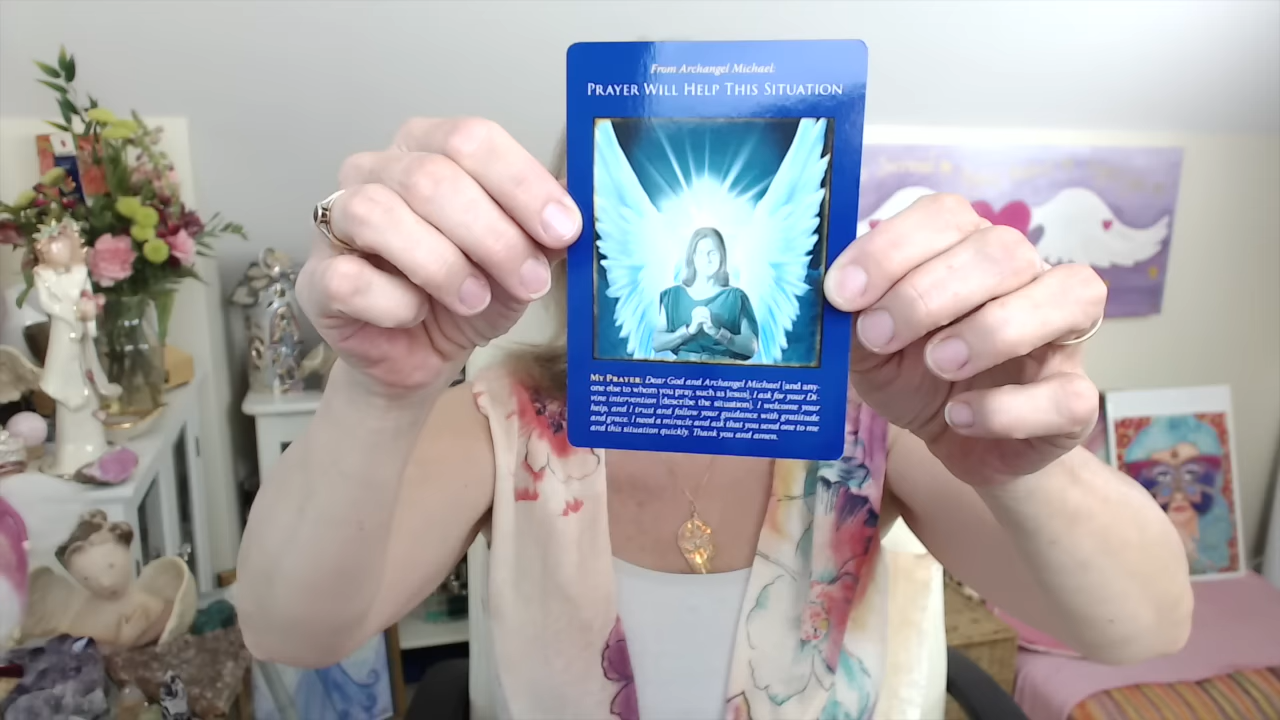 From Archangel Michael:
PRAYER WILL HELP THIS SITUATION
MY PRAYER: Dear God and Archangel Michael [and any-
one else to whom you pray, such as Jesus], I ask for your Di-
vine intervention [describe the situation]. I welcome your
help, and I trust and follow your guidance with gratitude
and grace. I need a miracle and ask that you send one to me
and this situation quickly. Thank you and amen.